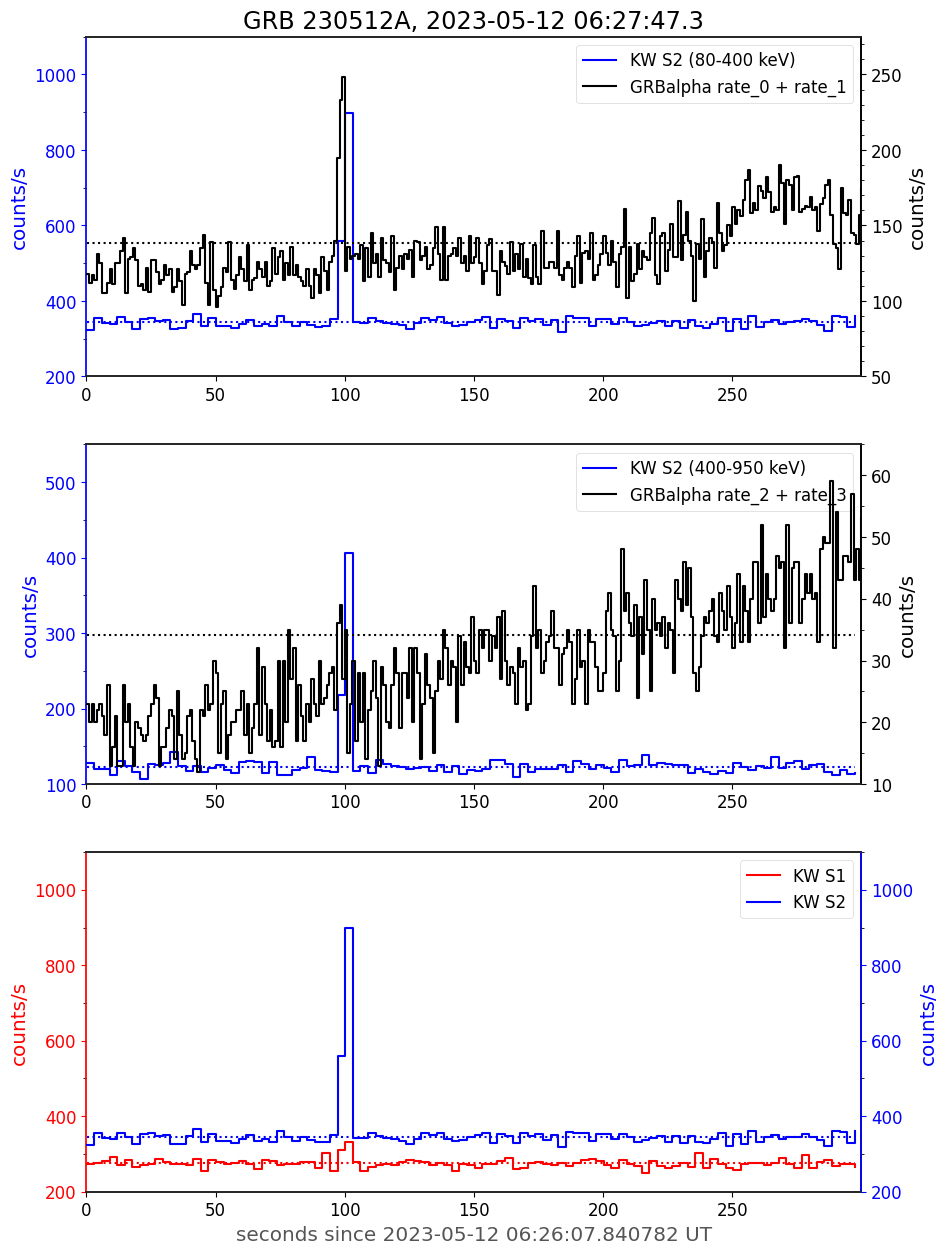 GRB 230512A, 2023-05-12 06:27:47.3
KW S2 (80-400 keV)
GRBalpha rate_0 + rate_1
1000
800
600
400
200
counts/s
250
200
150
100
50
counts/s
0 50 100 150 200 250
KW S2 (400-950 keV)
GRBalpha rate_2 + rate_3
500
400
300
200
100
counts/s
60
50
40
30
20
10
counts/s
0 50 100 150 200 250
KW S1
KW S2
1000
800
600
400
200
counts/s
1000
800
600
400
200
counts/s
0 50 100 150 200 250
seconds since 2023-05-12 06:26:07.840782 UT